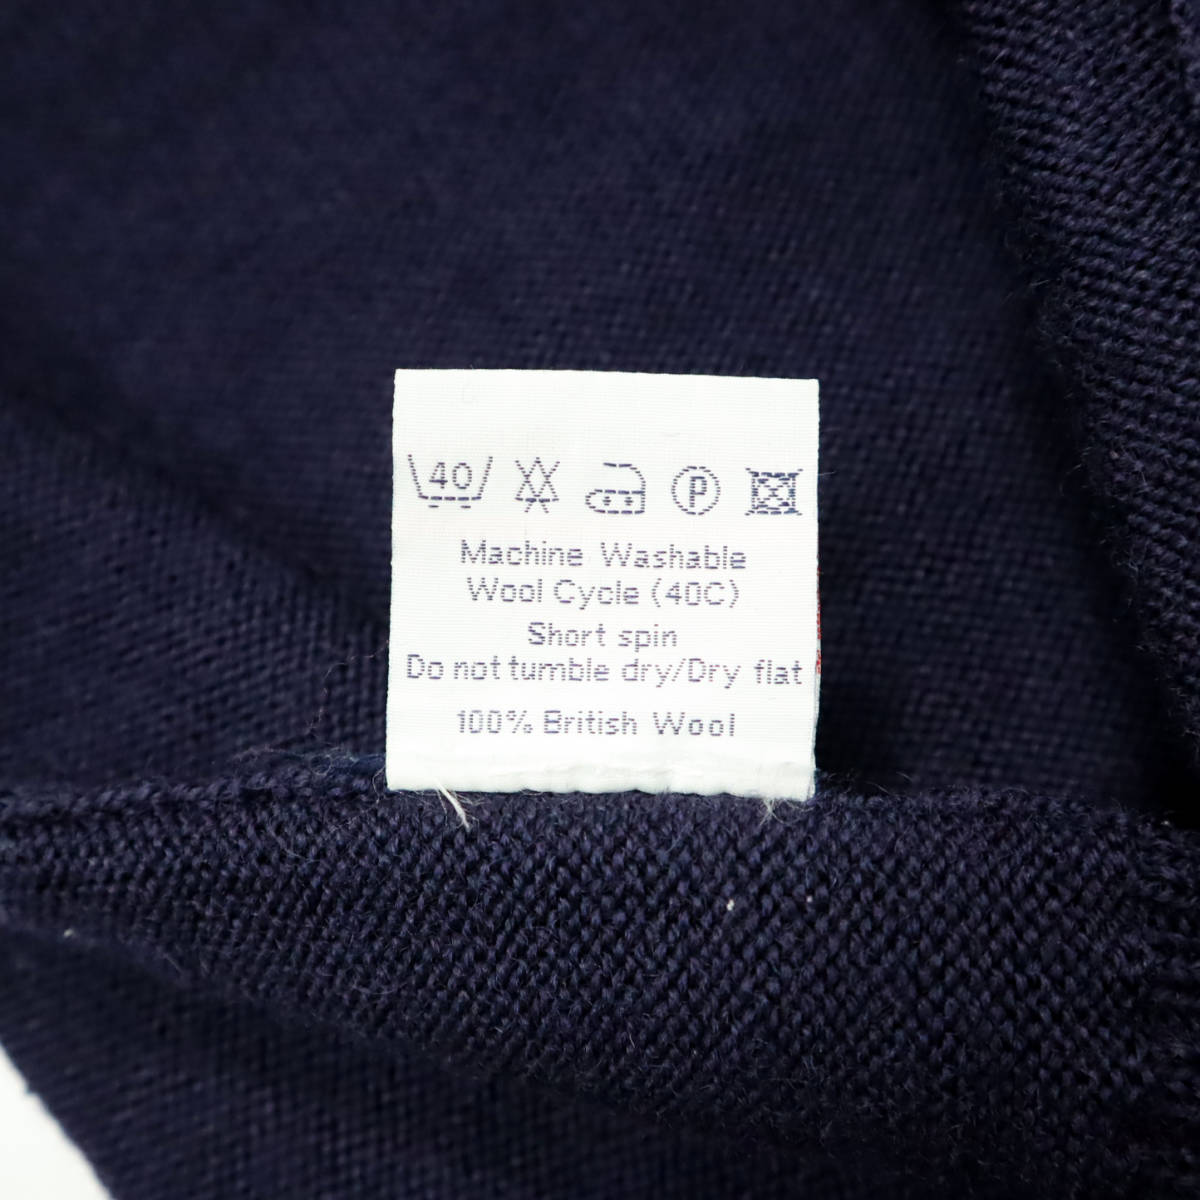 40 P
Machine Washable
Wool Cycle (40C)
Short spin
Do not tumble dry/Dry flat
100% British Wool